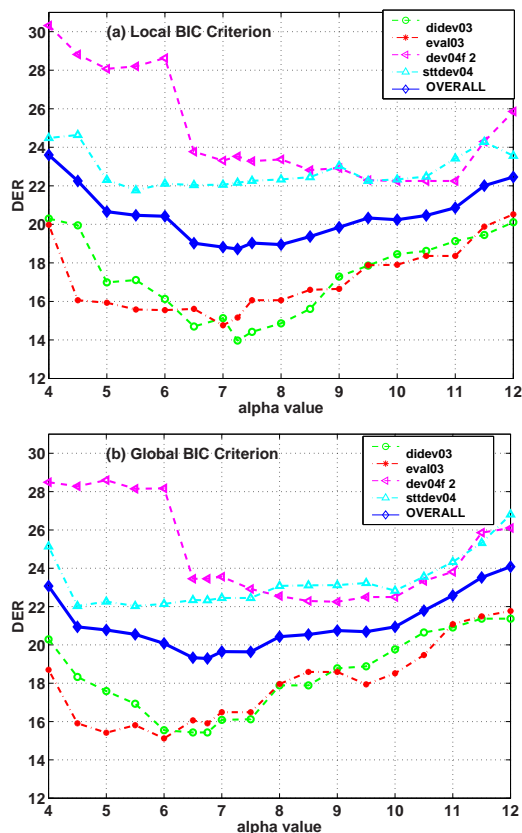 30
28
26
24
22
20
18
16
14
12
DER
(a) Local BIC Criterion
didev03
eval03
dev04f 2
sttdev04
OVERALL
4 5 6 7 8 9 10 11 12
alpha value
30
28
26
24
22
20
18
16
14
12
DER
(b) Global BIC Criterion
didev03
eval03
dev04f 2
sttdev04
OVERALL
4 5 6 7 8 9 10 11 12
alpha value